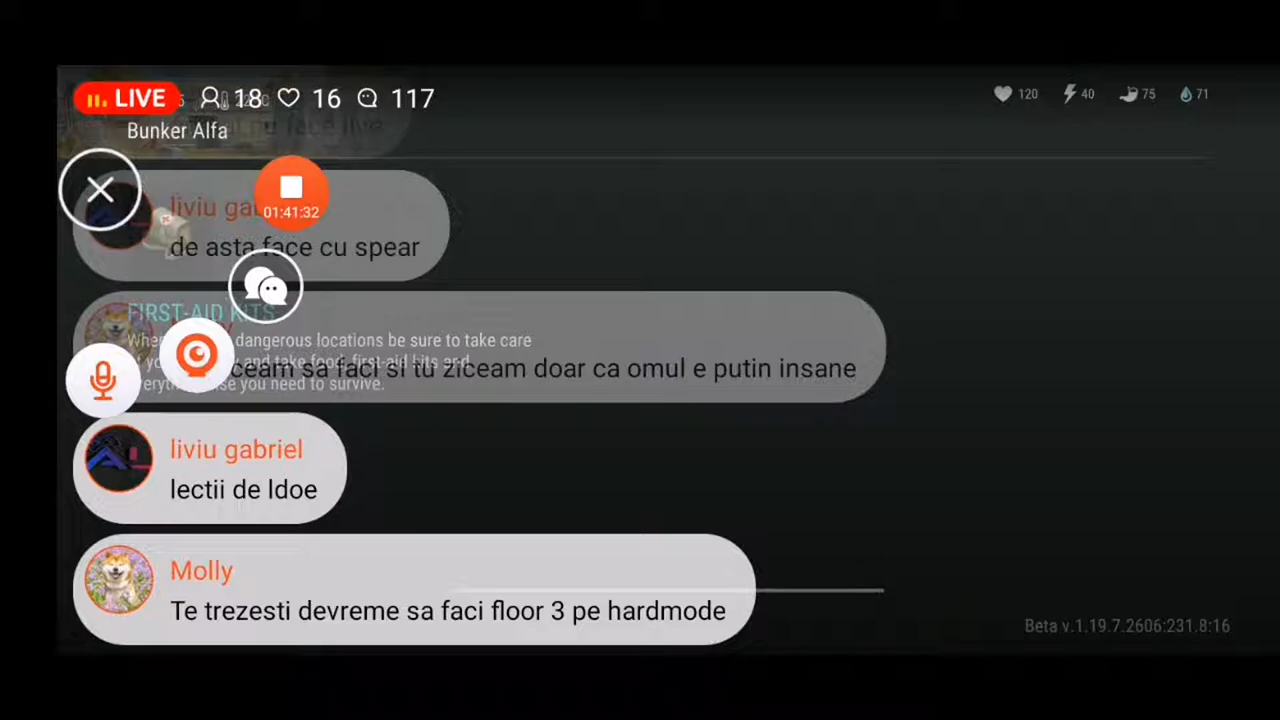 LIVE 18 16 117
120 40 75 71
Bunker Alfa
liviu ga
01:41:32
de asta face cu spear
FIRST-AID KITS
dangerous locations be sure to take care
and take food, first-aid kits and
ceam sa faci si tu ziceam doar ca omul e putin insane
you need to survive.
liviu gabriel
lectii de ldoe
Molly
Te trezesti devreme sa faci floor 3 pe hardmode
Beta v.1.19.7.2606:231.8:16